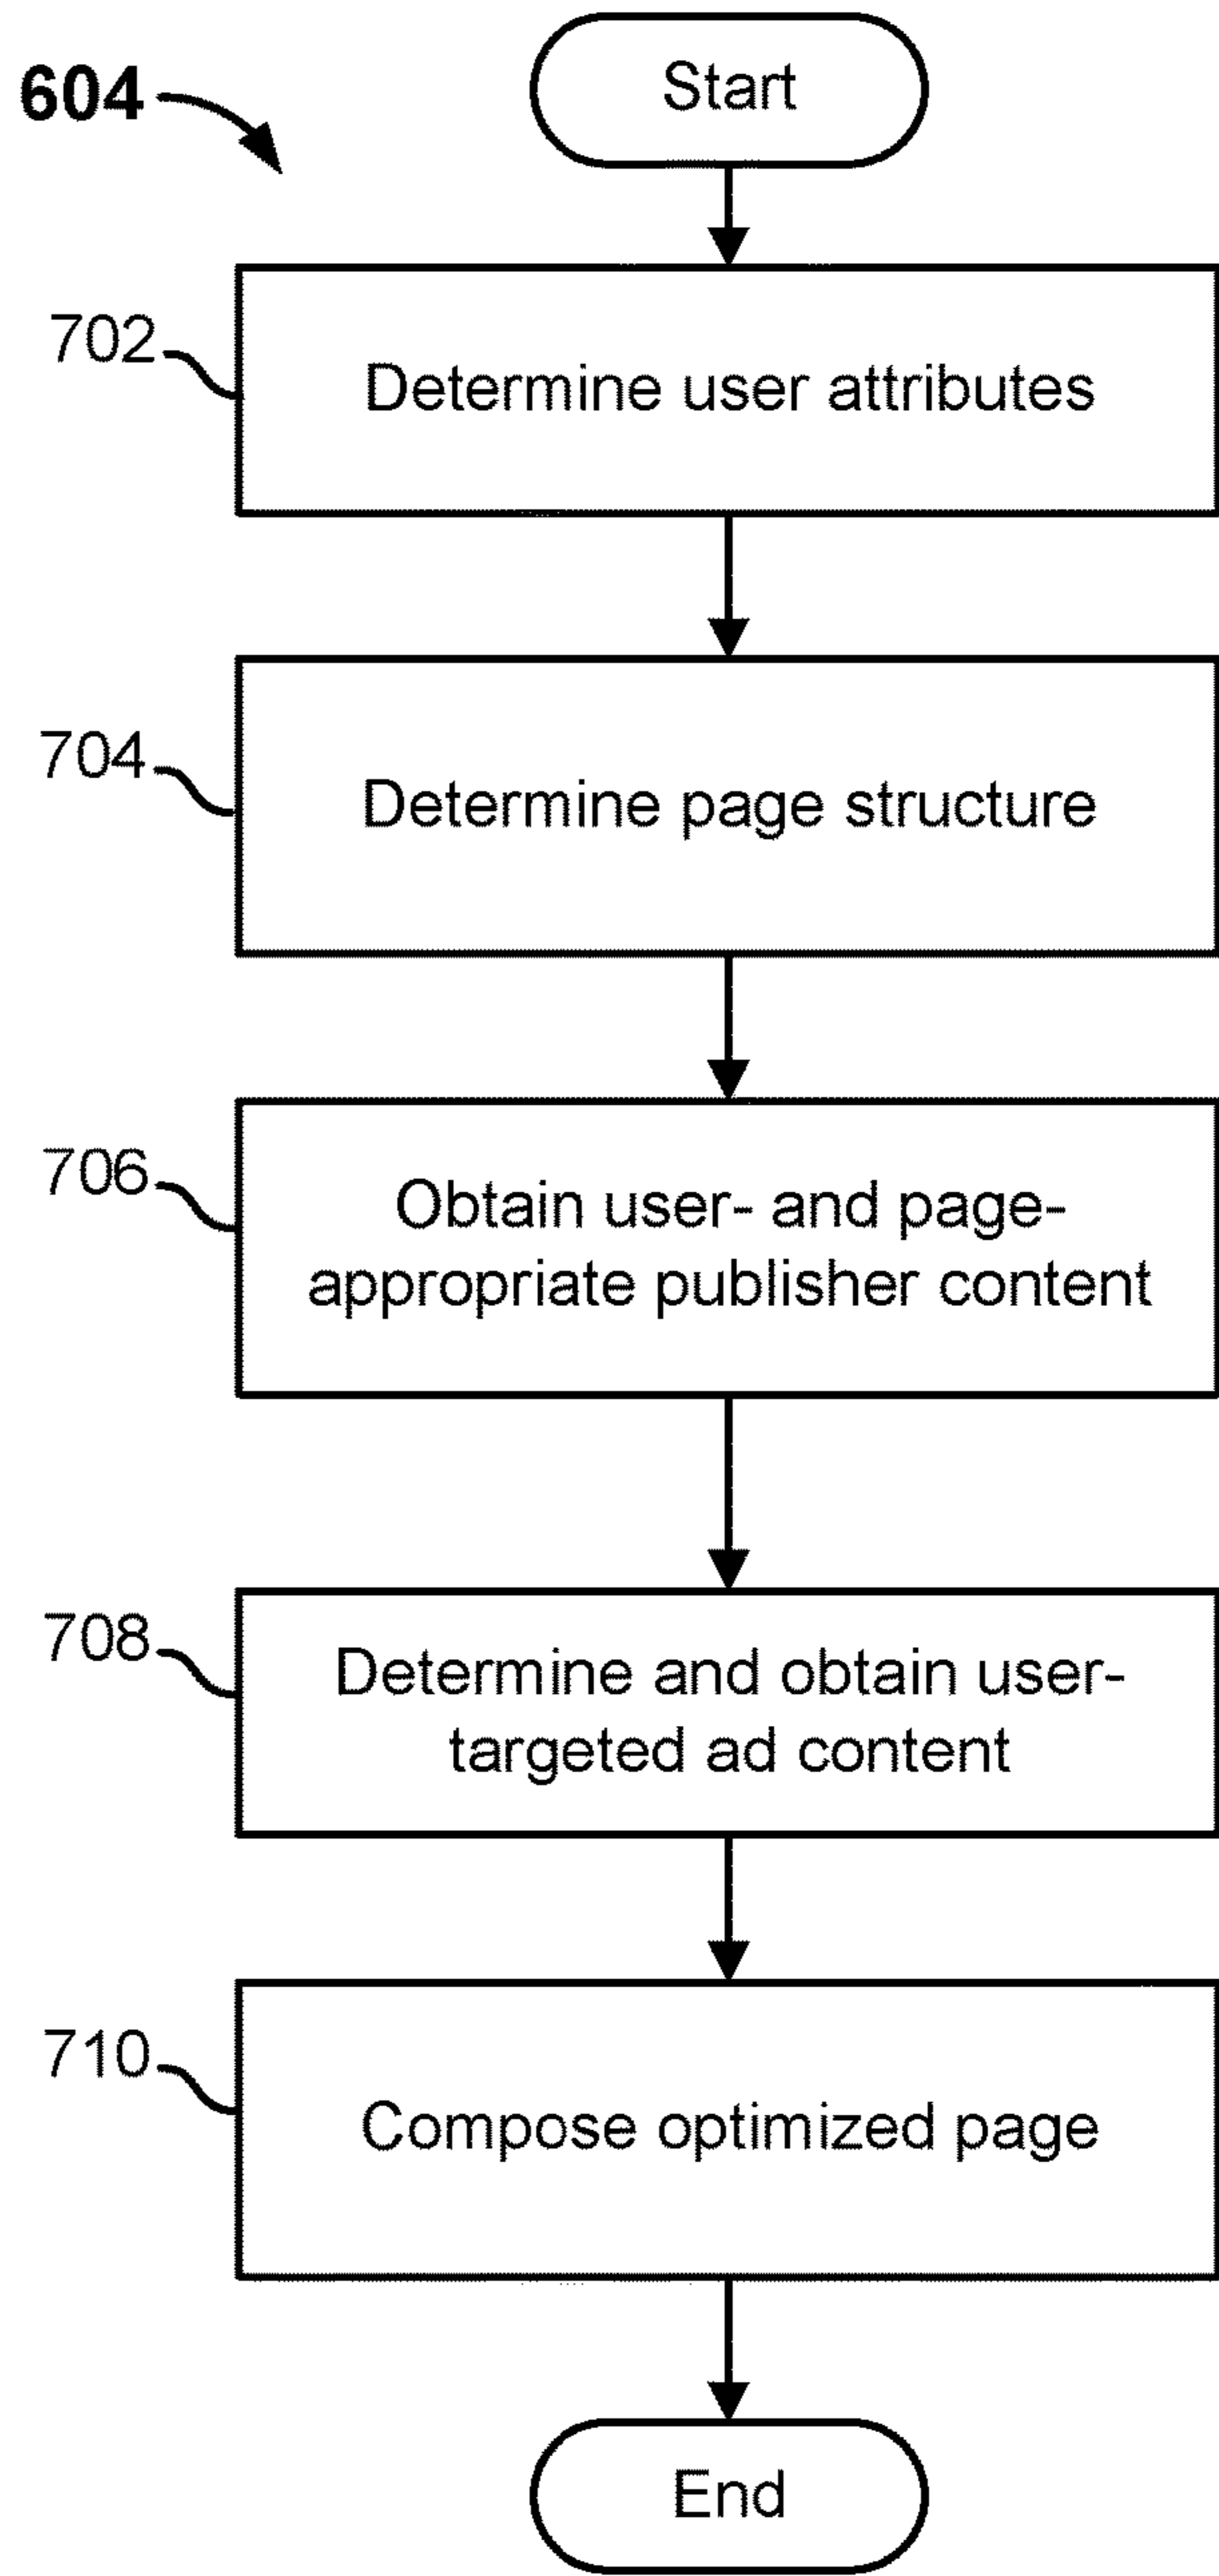 604
Start
702
Determine user attributes
704
Determine page structure
706
Obtain user- and page-
appropriate publisher content
708
Determine and obtain user-
targeted ad content
710
Compose optimized page
End